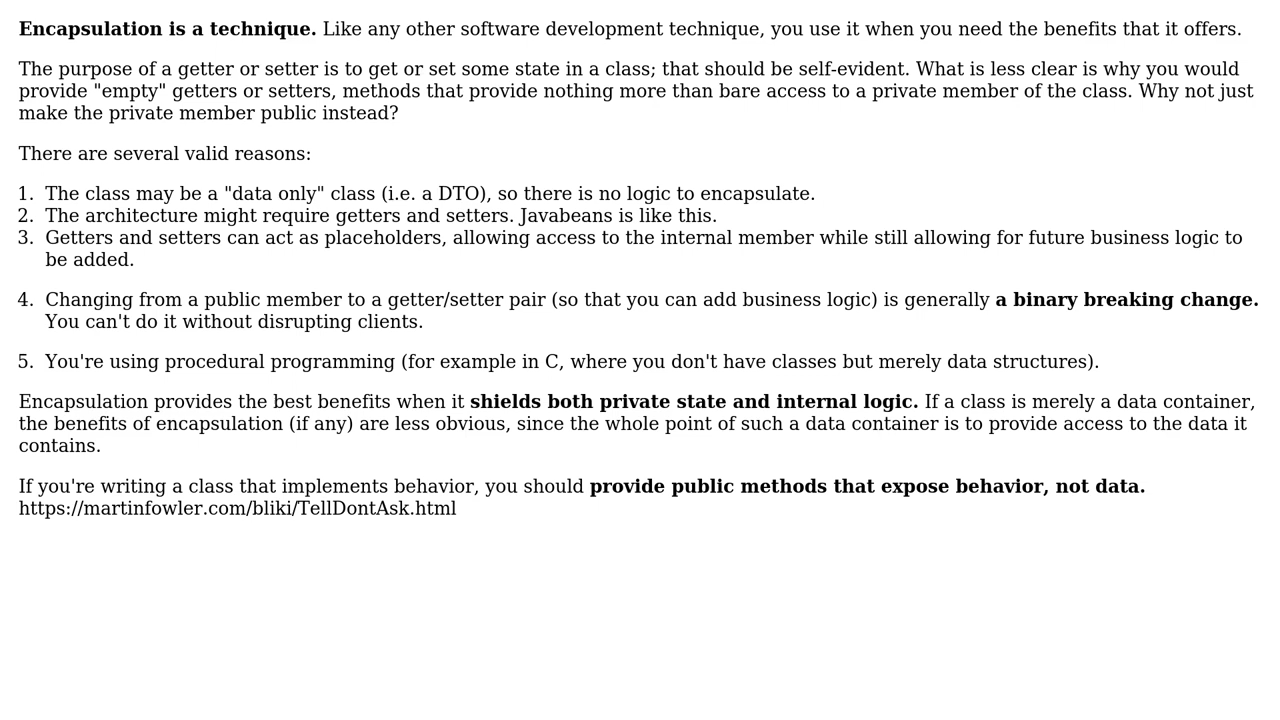 Encapsulation is a technique. Like any other software development technique, you use it when you need the benefits that it offers.
The purpose of a getter or setter is to get or set some state in a class; that should be self-evident. What is less clear is why you would
provide "empty" getters or setters, methods that provide nothing more than bare access to a private member of the class. Why not just
make the private member public instead?
There are several valid reasons:
1. The class may be a "data only" class (i.e. a DTO), so there is no logic to encapsulate.
2. The architecture might require getters and setters. Javabeans is like this.
3. Getters and setters can act as placeholders, allowing access to the internal member while still allowing for future business logic to
be added.
4. Changing from a public member to a getter/setter pair (so that you can add business logic) is generally a binary breaking change.
You can't do it without disrupting clients.
5. You're using procedural programming (for example in C, where you don't have classes but merely data structures).
Encapsulation provides the best benefits when it shields both private state and internal logic. If a class is merely a data container,
the benefits of encapsulation (if any) are less obvious, since the whole point of such a data container is to provide access to the data it
contains.
If you're writing a class that implements behavior, you should provide public methods that expose behavior, not data.
https://martinfowler.com/bliki/TellDontAsk.html